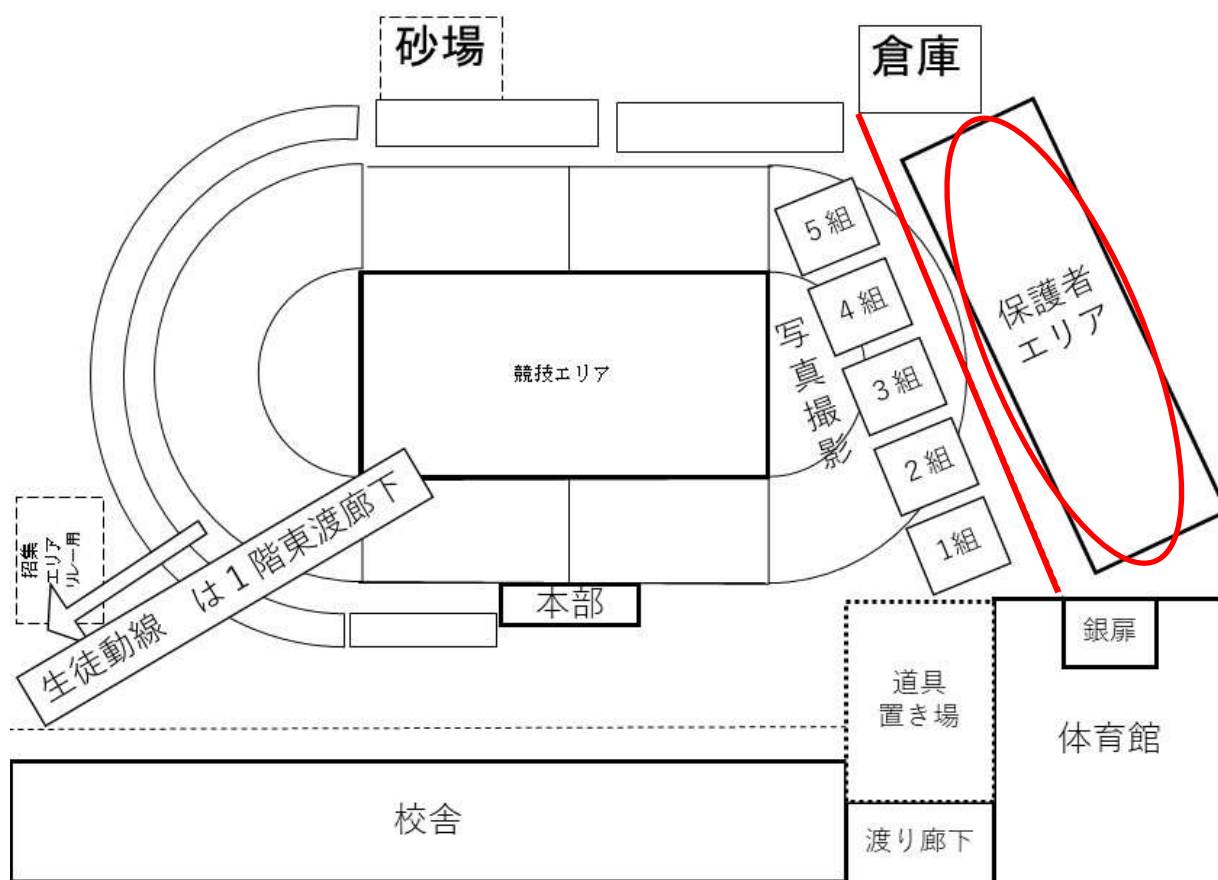 砂場
倉庫
5組
4組
3組
2組
1組
写真撮影
保護者
エリア
競技エリア
招集
エリア
リレー用
生徒動線　は1階東渡廊下
本部
銀扉
道具
置き場
体育館
校舎
渡り廊下